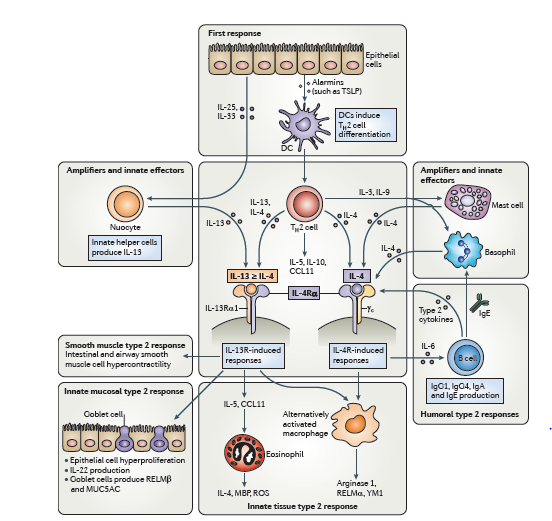 First response
Epithelial
cells
Alarmins
(such as TSLP)
IL-25,
IL-33
DCs induce
TH2 cell
differentiation
DC
Amplifiers and innate effectors
Nuocyte
Innate helper cells
produce IL-13
IL-13
IL-13,
IL-4
TH2 cell
IL-3, IL-9
IL-4
IL-4
IL-5, IL-10,
CCL11
Amplifiers and innate
effectors
Mast cell
Basophil
IL-4
IL-13 ≥ IL-4
IL-4
IL-4Rα
IL-13Rα1
γc
IL-13R-induced
responses
IL-4R-induced
responses
Type 2
cytokines
IgE
IL-6
B cell
IgG1, IgG4, IgA
and IgE production
Humoral type 2 responses
Smooth muscle type 2 response
Intestinal and airway smooth
muscle cell hypercontractility
Innate mucosal type 2 response
Goblet cell
• Epithelial cell hyperproliferation
• IL-22 production
• Goblet cells produce RELMβ
and MUC5AC
IL-5, CCL11
Eosinophil
IL-4, MBP, ROS
Alternatively
activated
macrophage
Arginase 1,
RELMα, YM1
Innate tissue type 2 response